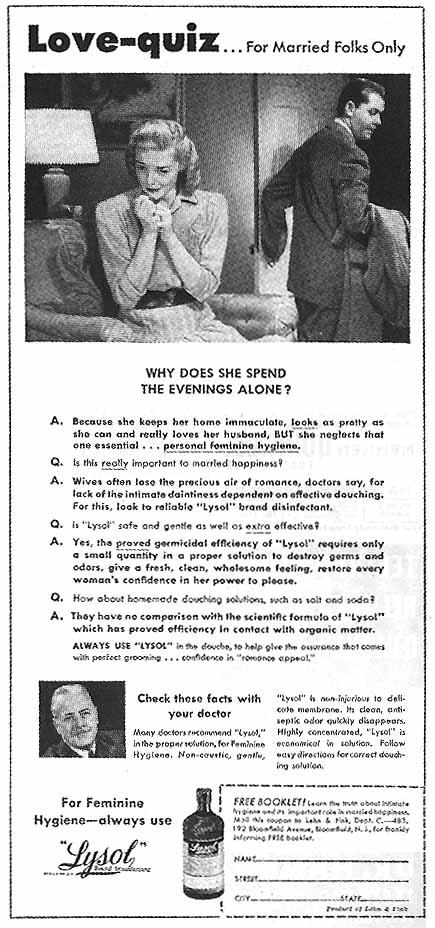 Love-quiz ... For Married Folks Only
WHY DOES SHE SPEND
THE EVENINGS ALONE?
A. Because she keeps her home immaculate, looks as pretty as
she can and really loves her husband, BUT she neglects that
one essential ... personal feminine hygiene.
Q. Is this really important to married happiness?
A. Wives often lose the precious air of romance, doctors say, for
lack of the intimate daintiness dependent on effective douching.
For this, look to reliable "Lysol" brand disinfectant.
Q. Is "Lysol" safe and gentle as well as extra effective?
A. Yes, the proved germicidal efficiency of "Lysol" requires only
a small quantity in a proper solution to destroy germs and
odors, give a fresh, clean, wholesome feeling, restore every
woman's confidence in her power to please.
Q. How about homemade douching solutions, such as salt and soda?
A. They have no comparison with the scientific formula of "Lysol"
which has proved efficiency in contact with organic matter.
ALWAYS USE "LYSOL" in the douche, to help give the assurance that comes
with perfect grooming ... confidence in "romance appeal."
Check these facts with
your doctor
Many doctors recommend "Lysol,"
in the proper solution, for Feminine
Hygiene. Non-caustic, gentle,
"Lysol" is non-injurious to deli-
cate membrane. Its clean, anti-
septic odor quickly disappears.
Highly concentrated, "Lysol" is
economical in solution. Follow
easy directions for correct douch-
ing solution.
For Feminine
Hygiene—always use
"Lysol"
Brand Disinfectant
Lysol
FREE BOOKLET! Learn the truth about intimate
hygiene and its important role in married happiness.
Mail this coupon to Lehn & Fink, Dept. C.—483,
192 Bloomfield Avenue, Bloomfield, N. J., for frankly
informing FREE booklet.
NAME
STREET
CITY STATE
Product of Lehn & Fink